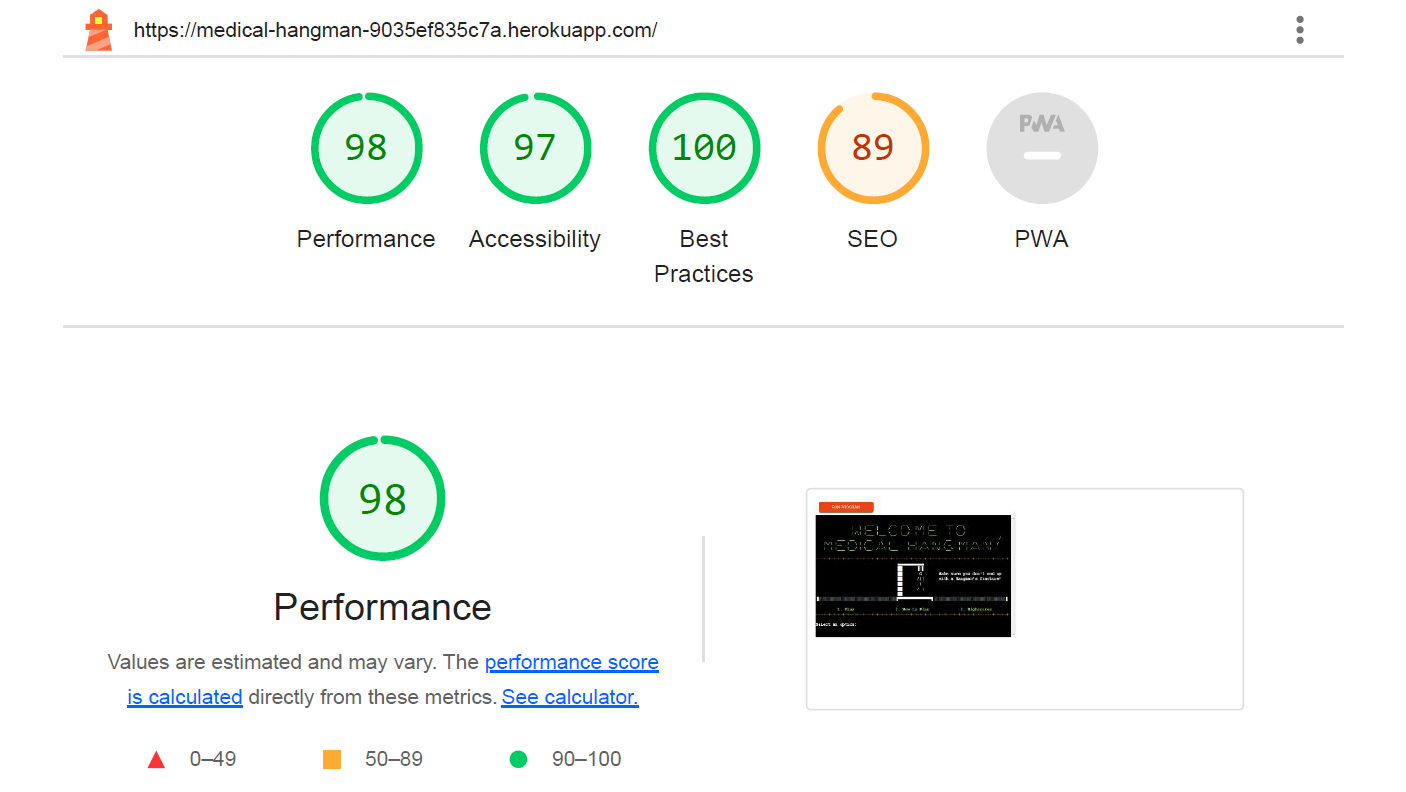 https://medical-hangman-9035ef835c7a.herokuapp.com/
98
97
100
89
PWA
Performance
Accessibility
Best
Practices
SEO
PWA
98
Performance
Values are estimated and may vary. The performance score
is calculated directly from these metrics. See calculator.
0–49
50–89
90–100
WELCOME TO
MEDICAL HANGMAN!
Make sure you don't end up
with a Hangman's fracture!
1. Play
2. How to Play
3. Highscores
Select an option: